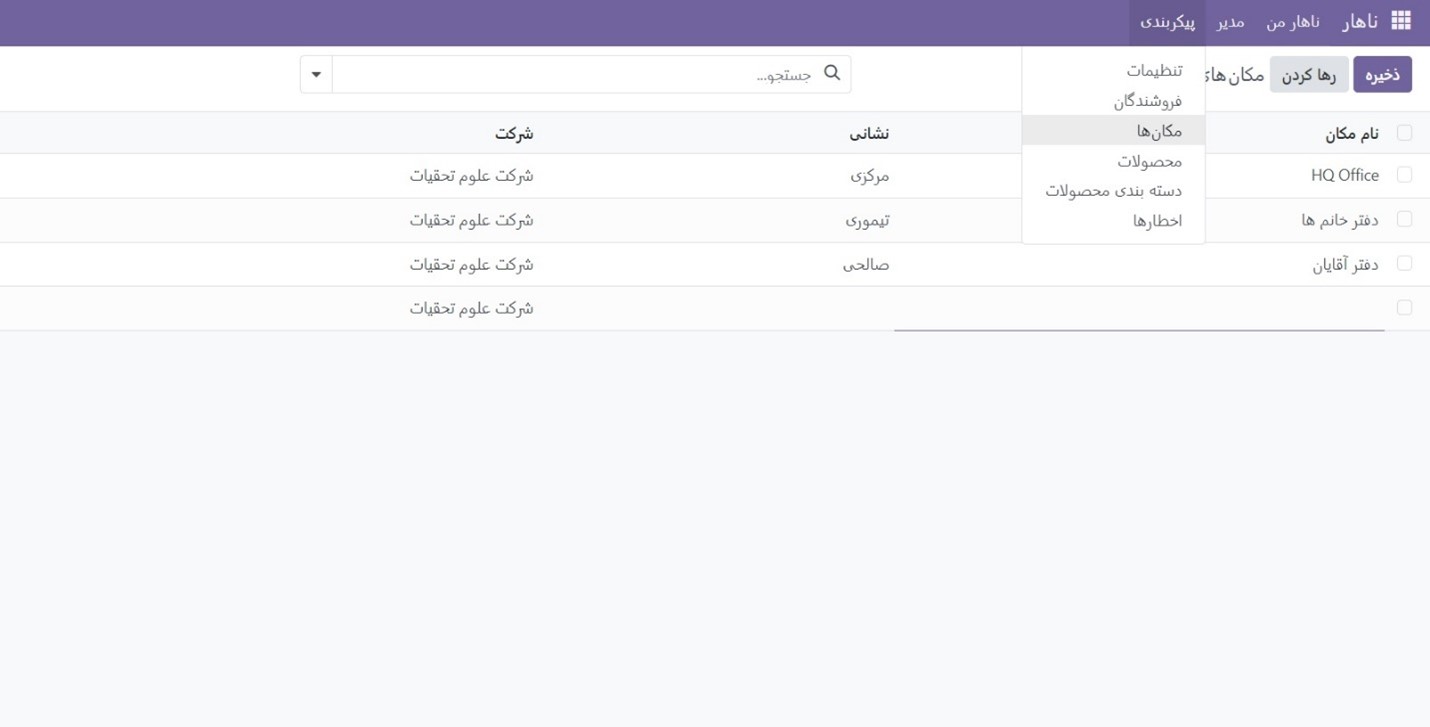 ناهار ناهار من مدیر پیکربندی
ذخیره رها کردن مکان های جستجو...
تنظیمات
فروشندگان
مکان‌ها
محصولات
دسته بندی محصولات
اخطارها
نام مکان نشانی شرکت
HQ Office مرکزی شرکت علوم تحقیات
دفتر خانم ها تیموری شرکت علوم تحقیات
دفتر آقایان صالحی شرکت علوم تحقیات
شرکت علوم تحقیات